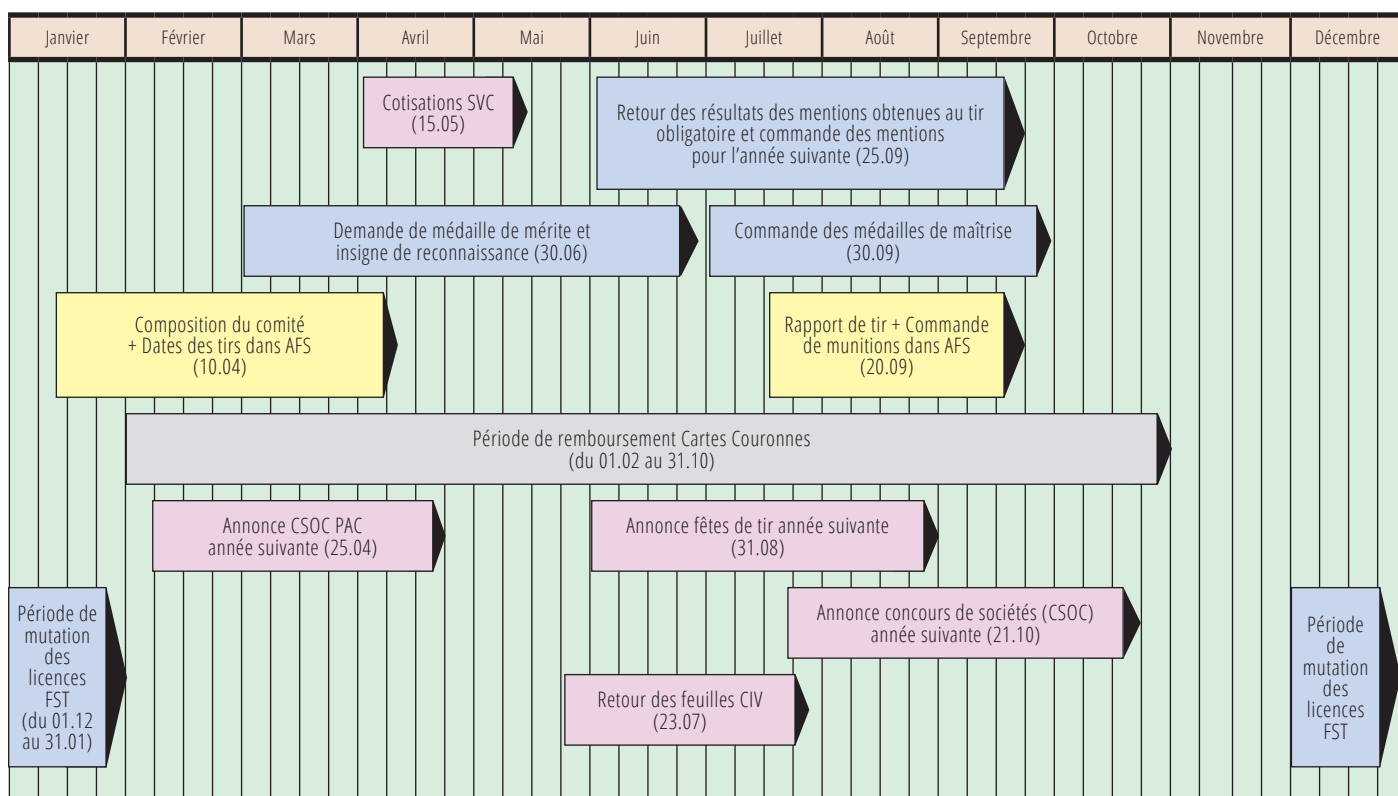 Janvier Février Mars Avril Mai Juin Juillet Août Septembre Octobre Novembre Décembre
Cotisations SVC
(15.05)
Retour des résultats des mentions obtenues au tir
obligatoire et commande des mentions
pour l’année suivante (25.09)
Demande de médaille de mérite et
insigne de reconnaissance (30.06)
Commande des médailles de maîtrise
(30.09)
Composition du comité
+ Dates des tirs dans AFS
(10.04)
Rapport de tir + Commande
de munitions dans AFS
(20.09)
Période de remboursement Cartes Couronnes
(du 01.02 au 31.10)
Annonce CSOC PAC
année suivante (25.04)
Annonce fêtes de tir année suivante
(31.08)
Période de
mutation
des
licences
FST
(du 01.12
au 31.01)
Annonce concours de sociétés (CSOC)
année suivante (21.10)
Retour des feuilles CIV
(23.07)
Période
de
mutation
des
licences
FST